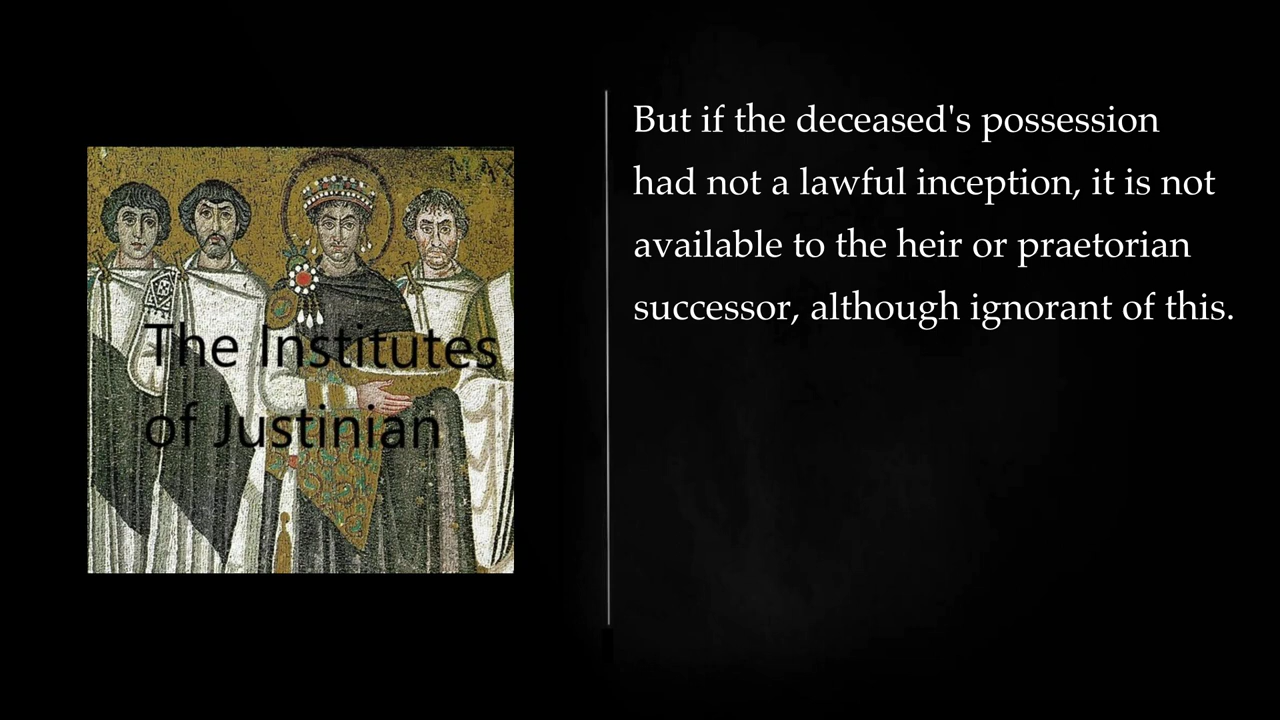 MAX
The Institutes
of Justinian
But if the deceased's possession
had not a lawful inception, it is not
available to the heir or praetorian
successor, although ignorant of this.